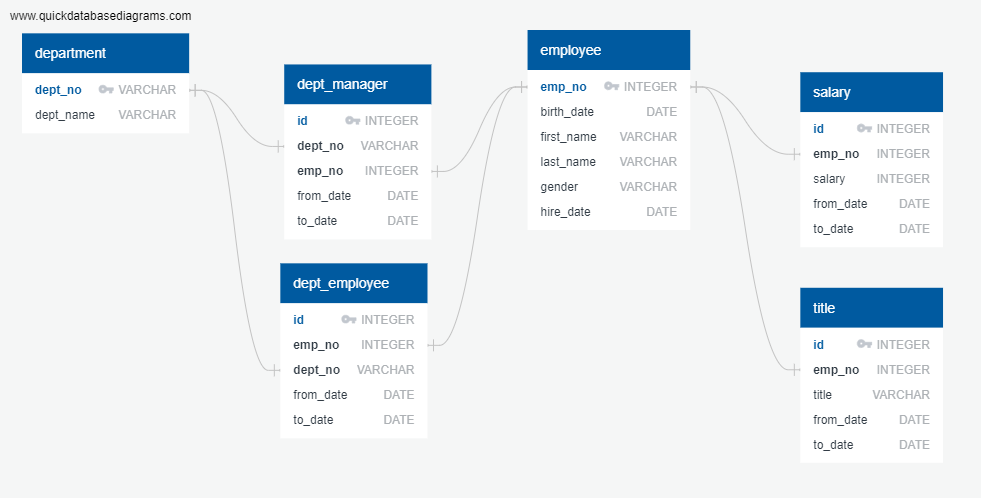 www.quickdatabasediagrams.com
department
dept_no VARCHAR
dept_name VARCHAR
dept_manager
id INTEGER
dept_no VARCHAR
emp_no INTEGER
from_date DATE
to_date DATE
dept_employee
id INTEGER
emp_no INTEGER
dept_no VARCHAR
from_date DATE
to_date DATE
employee
emp_no INTEGER
birth_date DATE
first_name VARCHAR
last_name VARCHAR
gender VARCHAR
hire_date DATE
salary
id INTEGER
emp_no INTEGER
salary INTEGER
from_date DATE
to_date DATE
title
id INTEGER
emp_no INTEGER
title VARCHAR
from_date DATE
to_date DATE